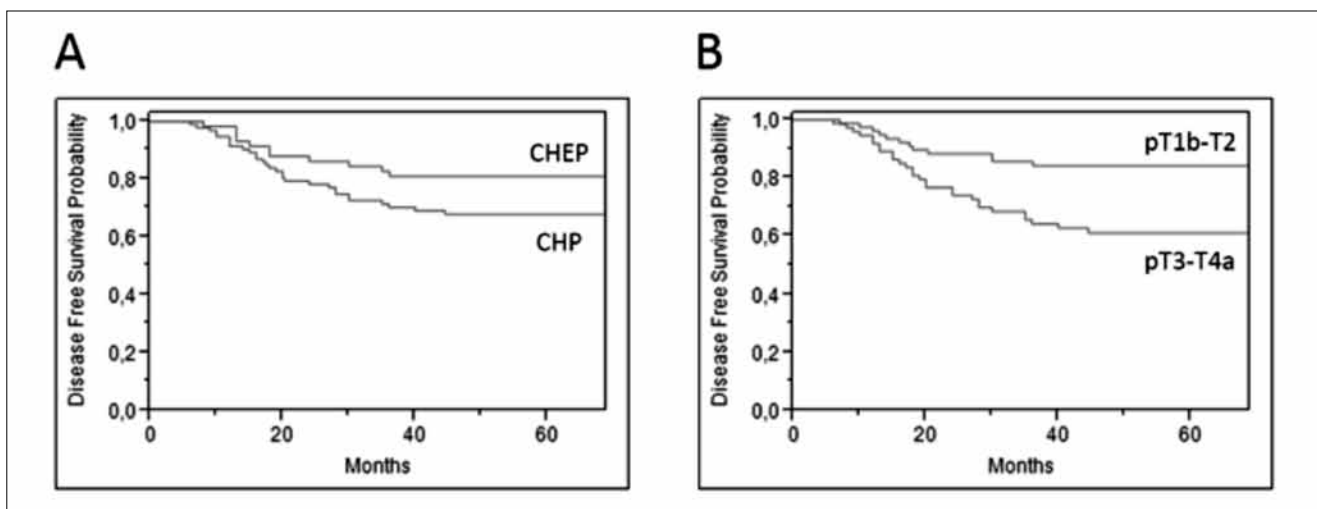 A
Disease Free Survival Probability
1,0
0,8
0,6
0,4
0,2
0,0
CHEP
CHP
0 20 40 60
Months
B
Disease Free Survival Probability
1,0
0,8
0,6
0,4
0,2
0,0
pT1b-T2
pT3-T4a
0 20 40 60
Months